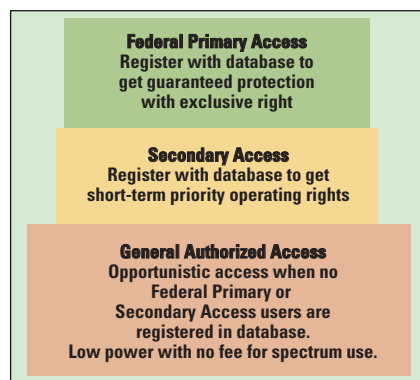 Federal Primary Access
Register with database to
get guaranteed protection
with exclusive right
Secondary Access
Register with database to get
short-term priority operating rights
General Authorized Access
Opportunistic access when no
Federal Primary or
Secondary Access users are
registered in database.
Low power with no fee for spectrum use.